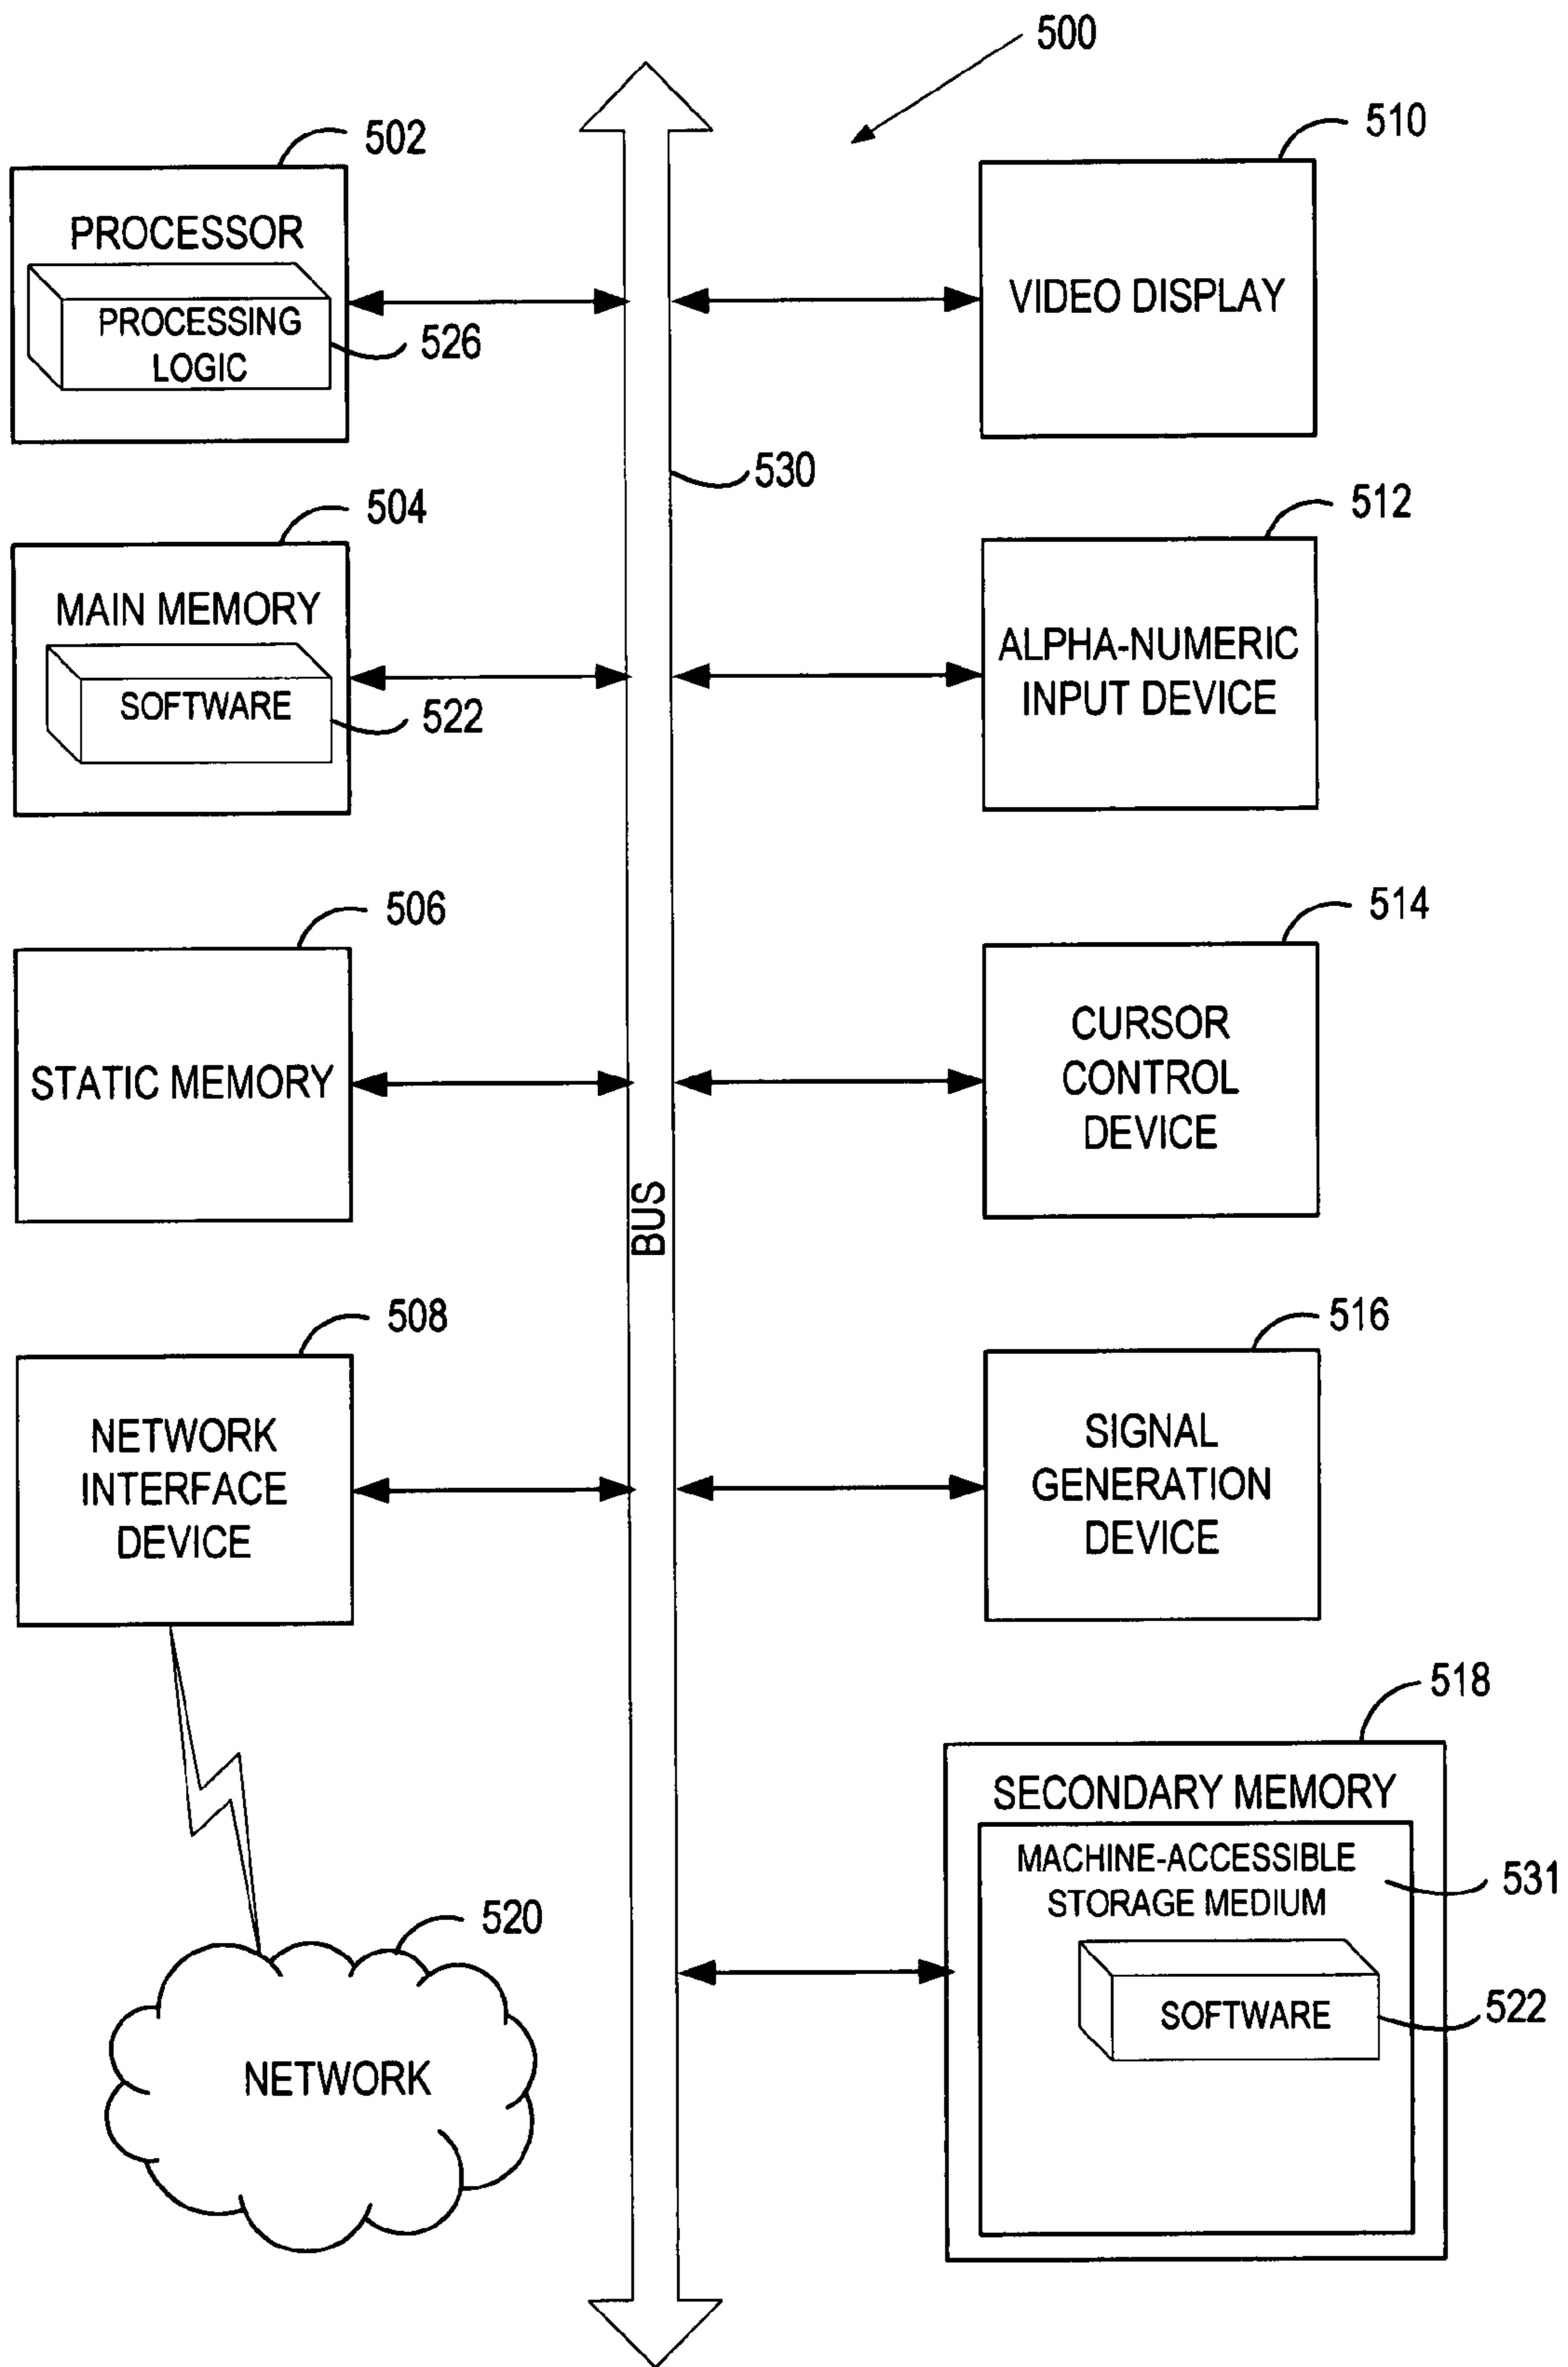 500
502
PROCESSOR
PROCESSING
LOGIC
526
510
VIDEO DISPLAY
530
504
MAIN MEMORY
SOFTWARE
522
512
ALPHA-NUMERIC
INPUT DEVICE
506
STATIC MEMORY
514
CURSOR
CONTROL
DEVICE
BUS
508
NETWORK
INTERFACE
DEVICE
516
SIGNAL
GENERATION
DEVICE
518
SECONDARY MEMORY
MACHINE-ACCESSIBLE
STORAGE MEDIUM
531
SOFTWARE
522
520
NETWORK